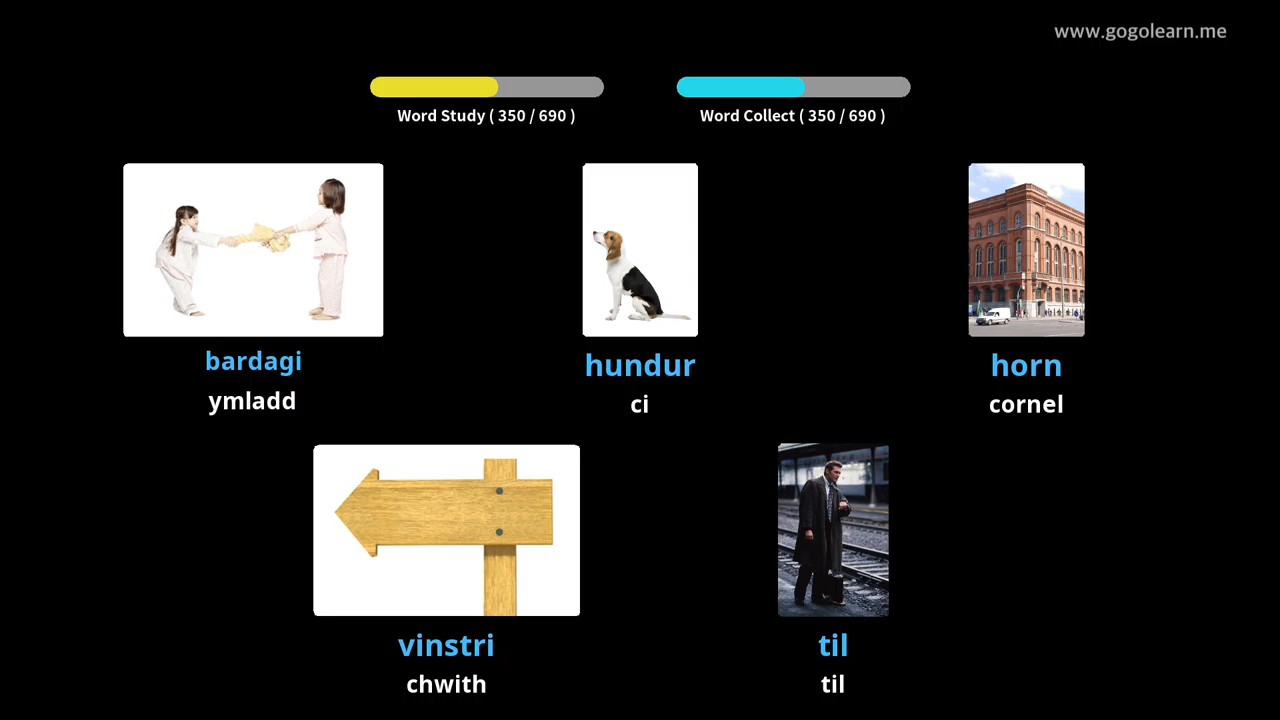 www.gogolearn.me
Word Study ( 350 / 690 )
Word Collect ( 350 / 690 )
bardagi
ymladd
hundur
ci
horn
cornel
vinstri
chwith
til
til